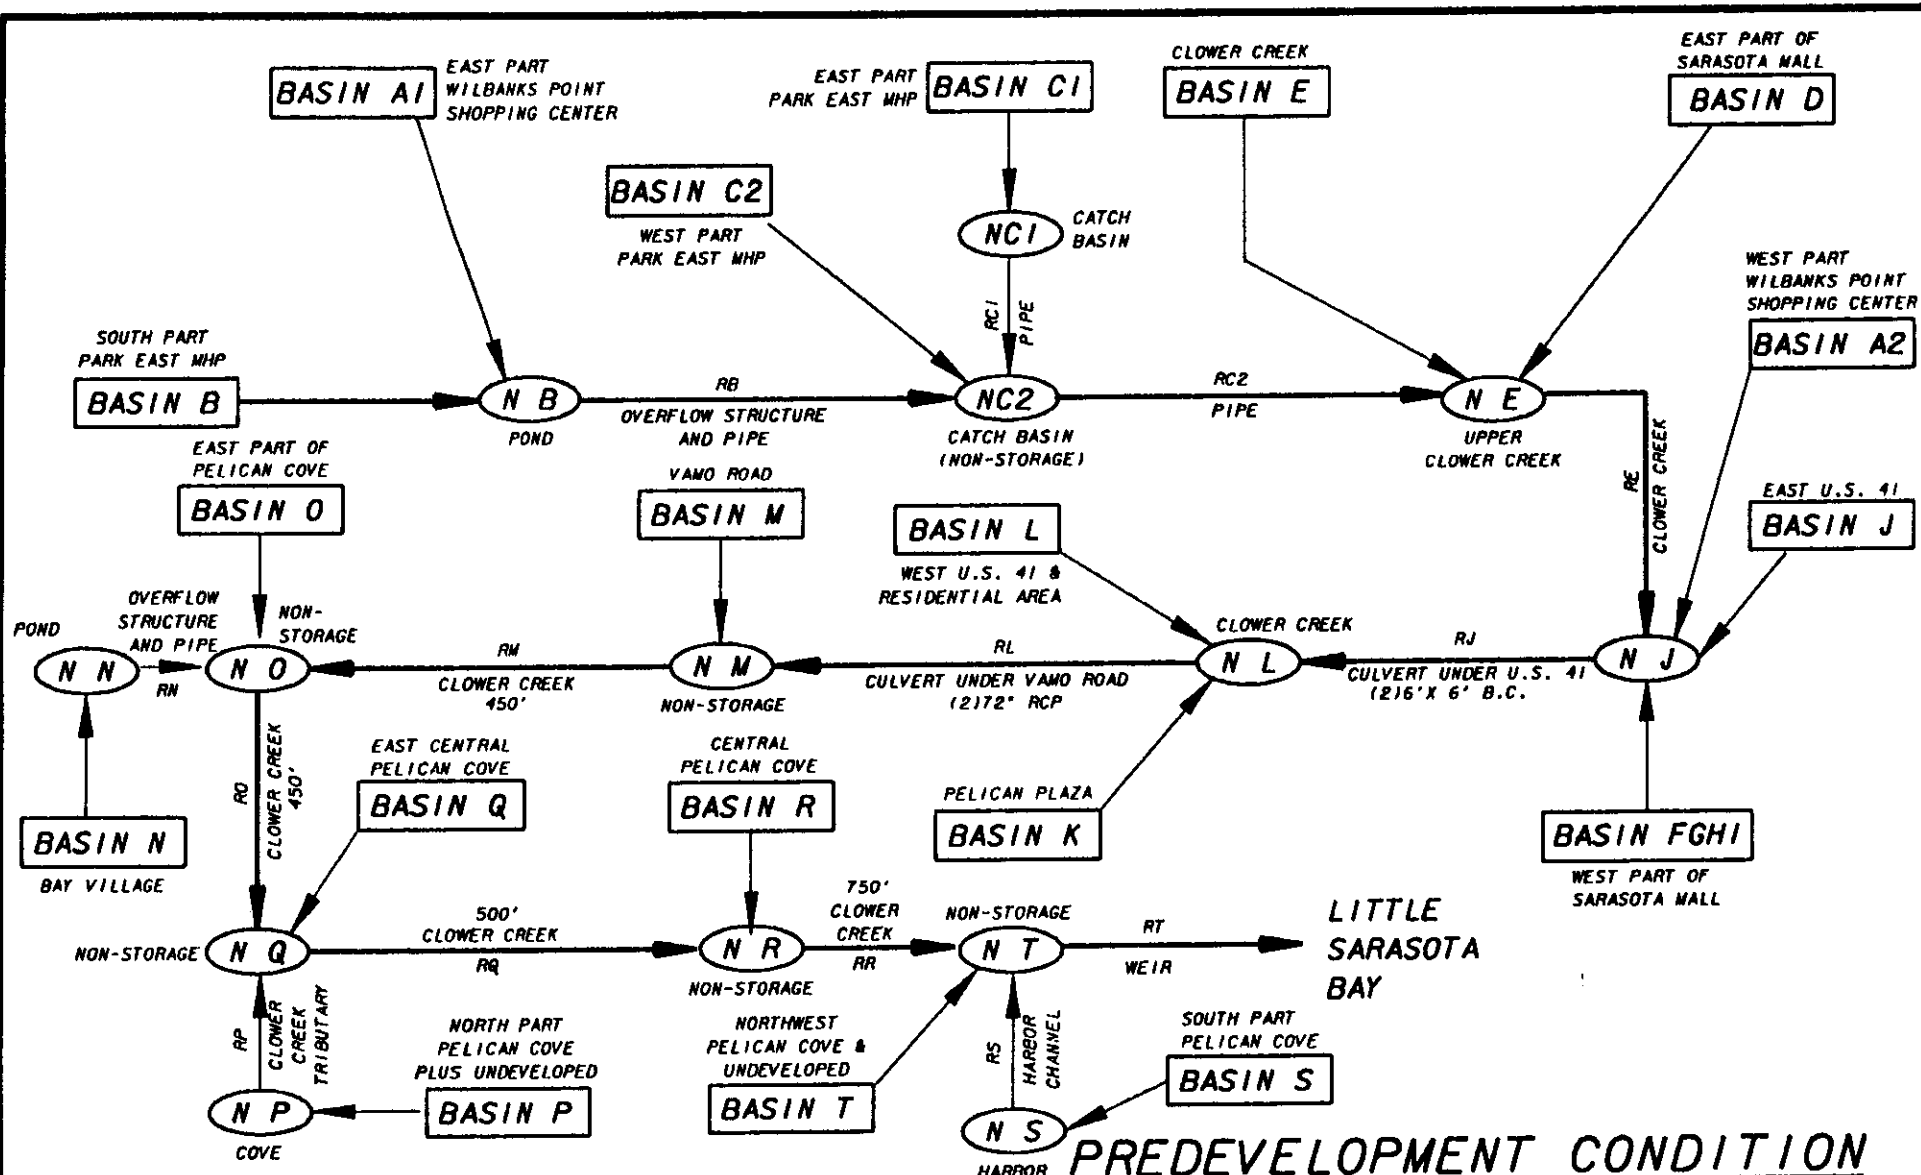 EAST PART
WILBANKS POINT
SHOPPING CENTER
BASIN A1
EAST PART
PARK EAST MHP
BASIN C1
CLOWER CREEK
BASIN E
EAST PART OF
SARASOTA MALL
BASIN D
BASIN C2
WEST PART
PARK EAST MHP
NC1
CATCH
BASIN
RC1
PIPE
WEST PART
WILBANKS POINT
SHOPPING CENTER
BASIN A2
SOUTH PART
PARK EAST MHP
BASIN B
N B
POND
RB
OVERFLOW STRUCTURE
AND PIPE
NC2
CATCH BASIN
(NON-STORAGE)
RC2
PIPE
N E
UPPER
CLOWER CREEK
RE
CLOWER CREEK
EAST PART OF
PELICAN COVE
BASIN O
VAMO ROAD
BASIN M
BASIN L
WEST U.S. 41 &
RESIDENTIAL AREA
EAST U.S. 41
BASIN J
POND
N N
OVERFLOW
STRUCTURE
AND PIPE
RN
NON-
STORAGE
N O
RM
CLOWER CREEK
450'
N M
NON-STORAGE
RL
CULVERT UNDER VAMO ROAD
(2)72" RCP
CLOWER CREEK
N L
RJ
CULVERT UNDER U.S. 41
(2)6'X 6' B.C.
N J
RO
CLOWER CREEK
450'
EAST CENTRAL
PELICAN COVE
BASIN Q
CENTRAL
PELICAN COVE
BASIN R
PELICAN PLAZA
BASIN K
BASIN FGHI
WEST PART OF
SARASOTA MALL
BASIN N
BAY VILLAGE
NON-STORAGE
N Q
500'
CLOWER CREEK
RQ
N R
NON-STORAGE
750'
CLOWER
CREEK
RR
NON-STORAGE
N T
RT
WEIR
LITTLE
SARASOTA
BAY
RP
CLOWER
CREEK
TRIBUTARY
N P
COVE
NORTH PART
PELICAN COVE
PLUS UNDEVELOPED
BASIN P
NORTHWEST
PELICAN COVE &
UNDEVELOPED
BASIN T
RS
HARBOR
CHANNEL
N S
HARBOR
SOUTH PART
PELICAN COVE
BASIN S
PREDEVELOPMENT CONDITION